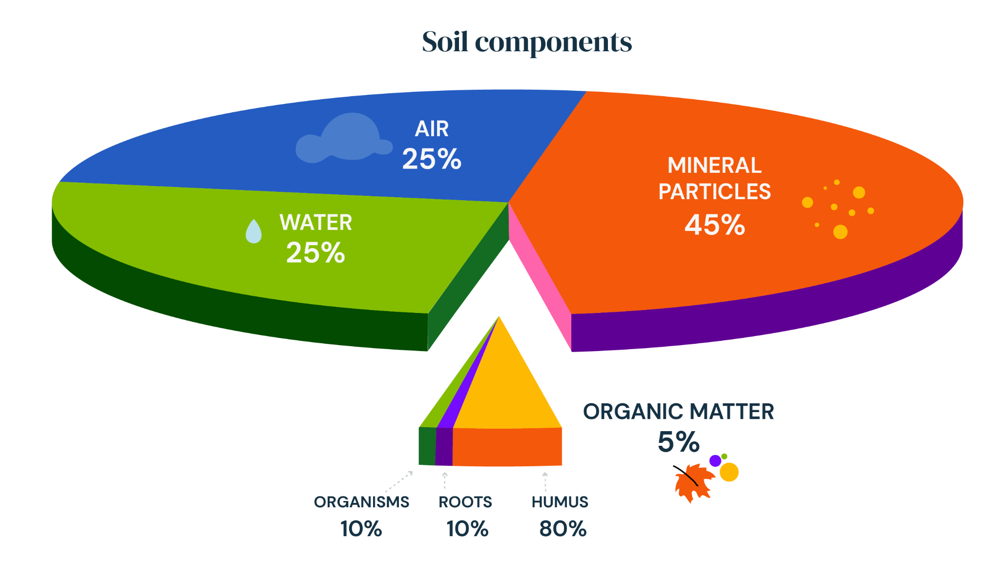 Soil components
AIR
25%
MINERAL
PARTICLES
45%
WATER
25%
ORGANIC MATTER
5%
ORGANISMS
10%
ROOTS
10%
HUMUS
80%